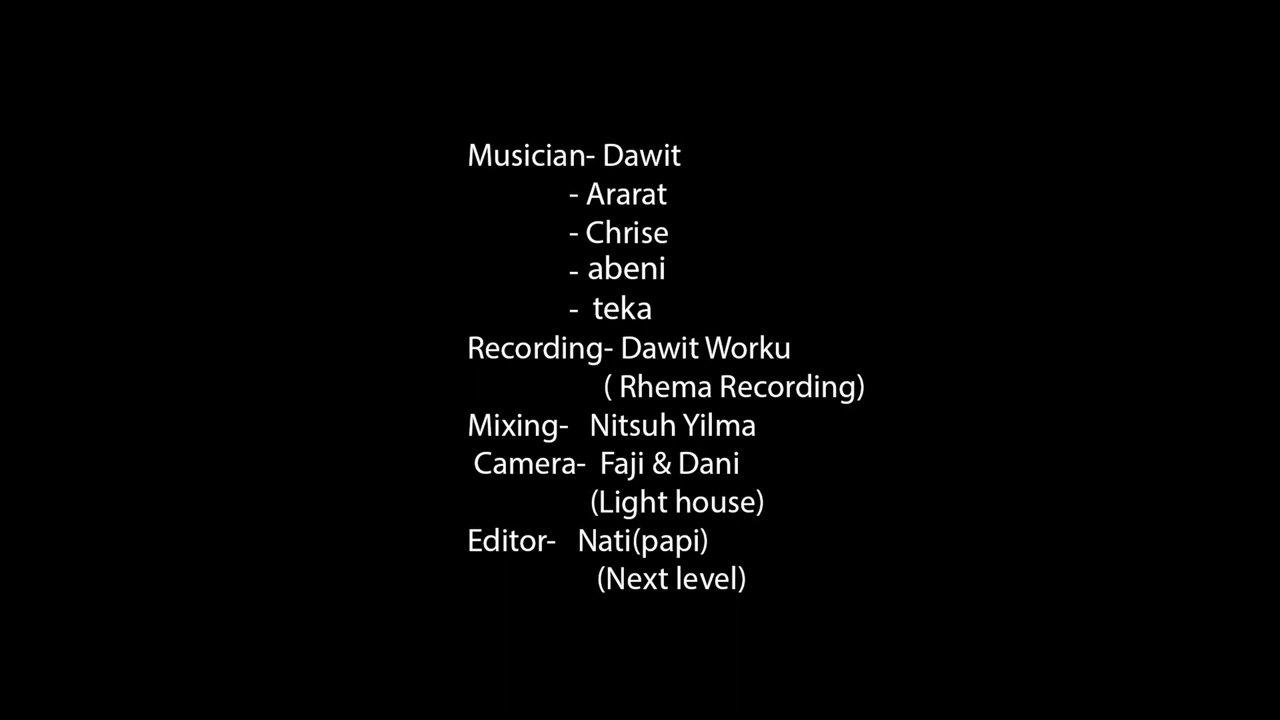 Musician- Dawit
- Ararat
- Chrise
- abeni
- teka
Recording- Dawit Worku
( Rhema Recording)
Mixing- Nitsuh Yilma
Camera- Faji & Dani
(Light house)
Editor- Nati(papi)
(Next level)